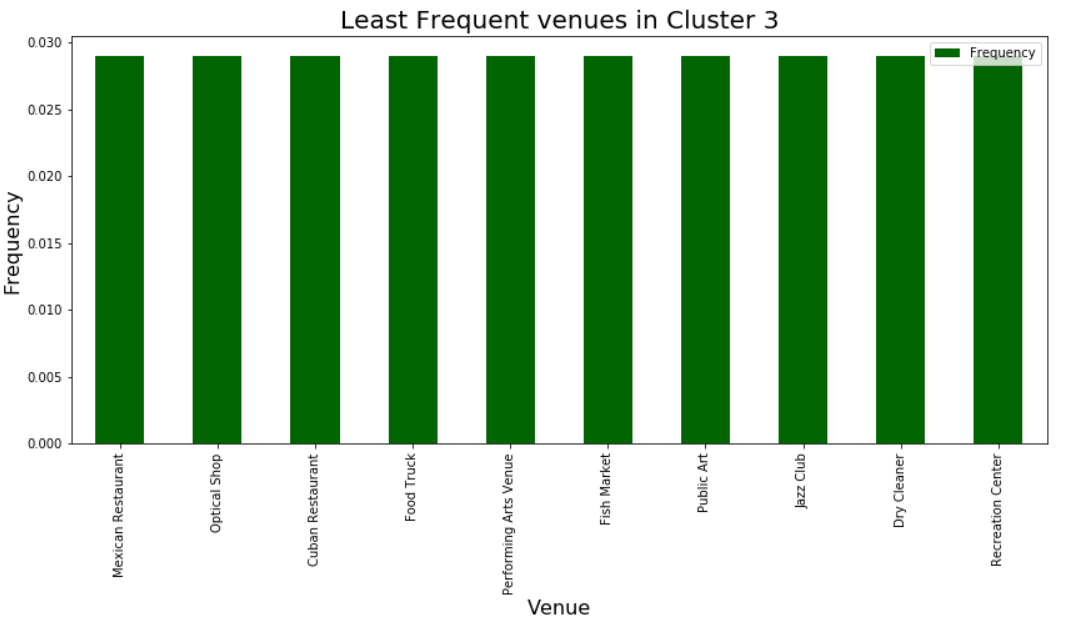 Least Frequent venues in Cluster 3
Frequency
0.030
0.025
0.020
0.015
0.010
0.005
0.000
Frequency
Mexican Restaurant
Optical Shop
Cuban Restaurant
Food Truck
Performing Arts Venue
Fish Market
Public Art
Jazz Club
Dry Cleaner
Recreation Center
Venue